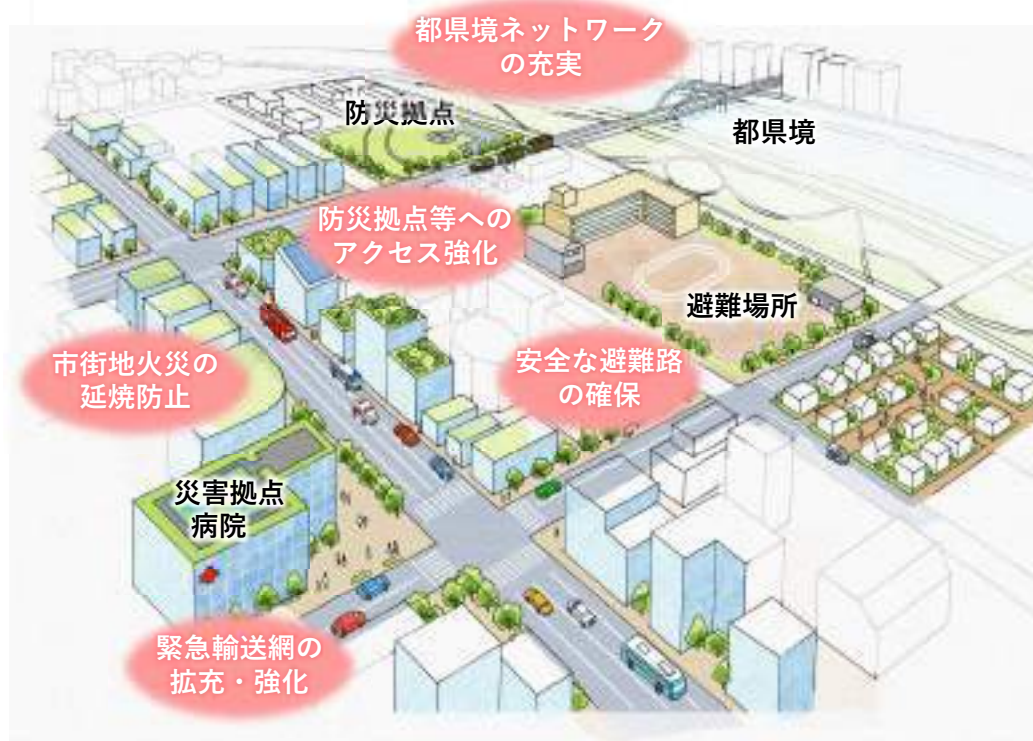 都県境ネットワーク
の充実
防災拠点
都県境
防災拠点等への
アクセス強化
避難場所
市街地火災の
延焼防止
安全な避難路
の確保
災害拠点
病院
緊急輸送網の
拡充・強化